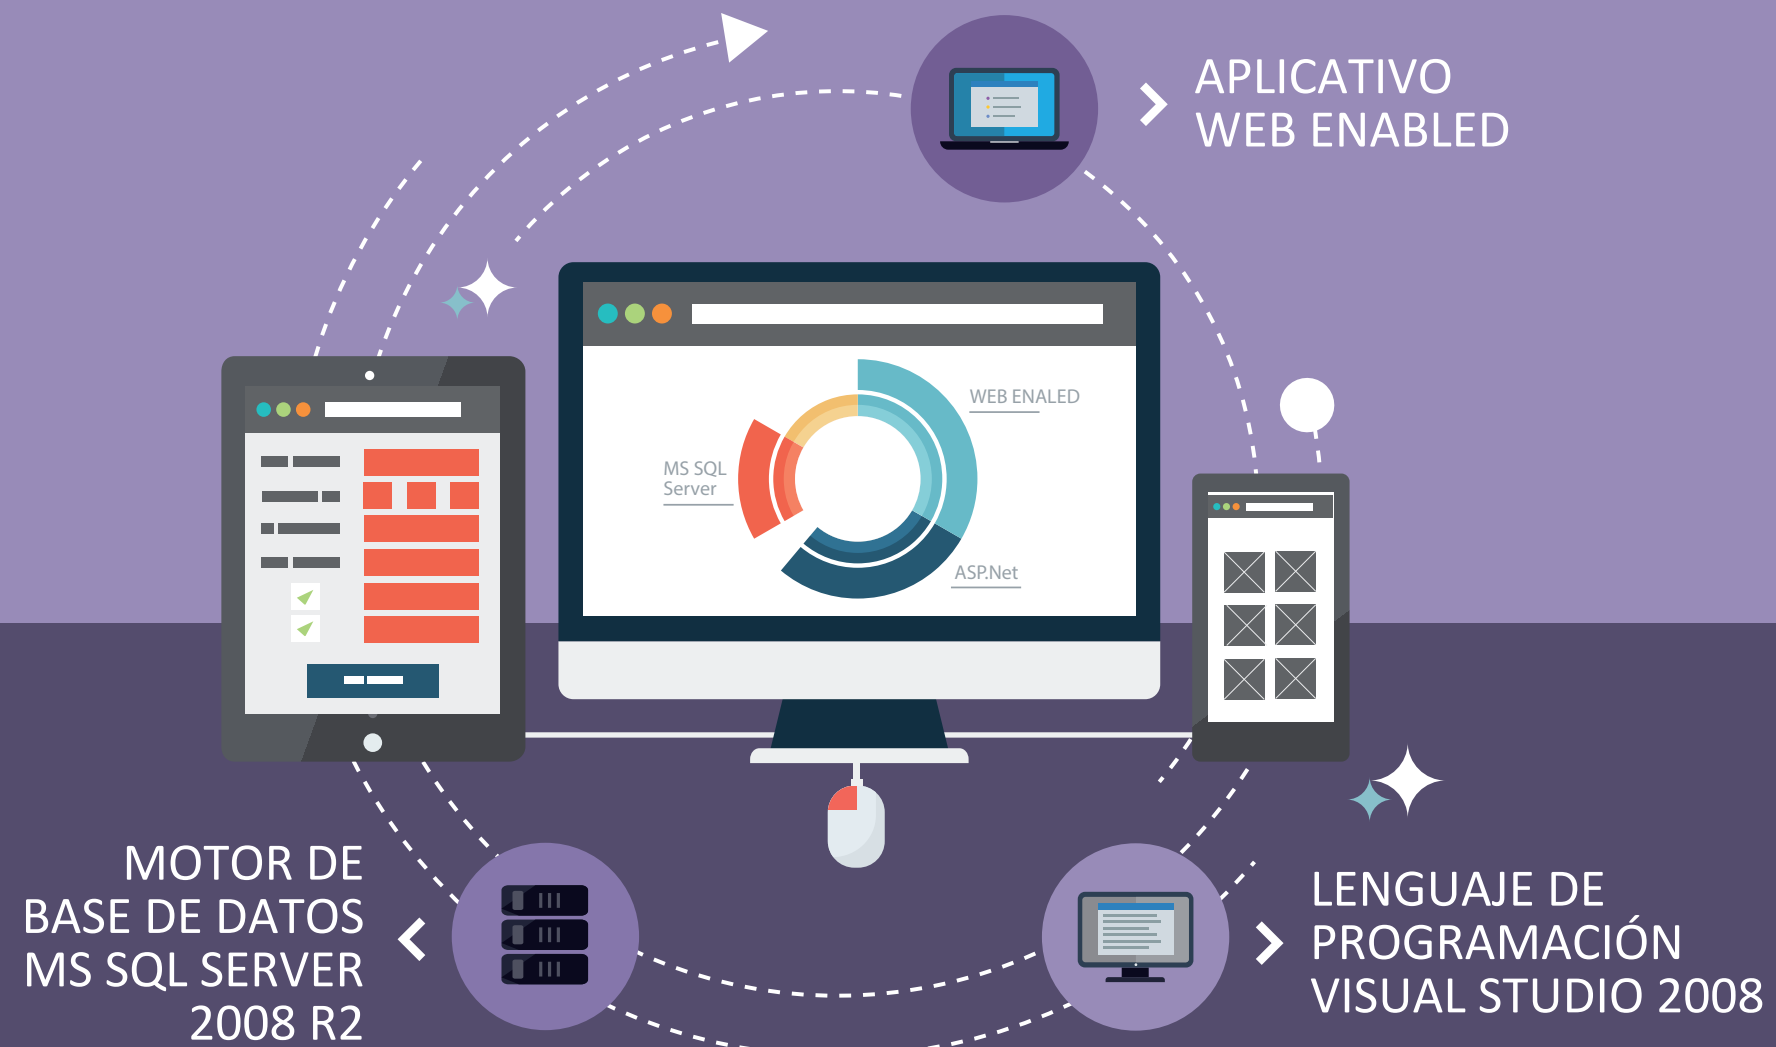 APLICATIVO
WEB ENABLED
WEB ENALED
MS SQL
Server
ASP.Net
MOTOR DE
BASE DE DATOS
MS SQL SERVER
2008 R2
LENGUAJE DE
PROGRAMACIÓN
VISUAL STUDIO 2008